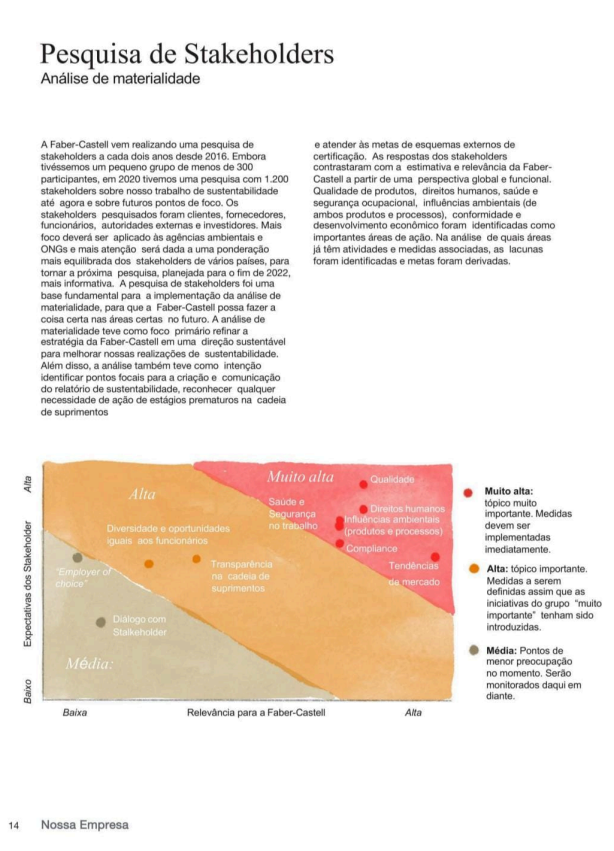 Pesquisa de Stakeholders
Análise de materialidade
A Faber-Castell vem realizando uma pesquisa de
stakeholders a cada dois anos desde 2016. Embora
tivéssemos um pequeno grupo de menos de 300
participantes, em 2020 tivemos uma pesquisa com 1.200
stakeholders sobre nosso trabalho de sustentabilidade
até agora e sobre futuros pontos de foco. Os
stakeholders pesquisados foram clientes, fornecedores,
funcionários, autoridades externas e investidores. Mais
foco deverá ser aplicado às agências ambientais e
ONGs e mais atenção será dada a uma ponderação
mais equilibrada dos stakeholders de vários países, para
tornar a próxima pesquisa, planejada para o fim de 2022,
mais informativa. A pesquisa de stakeholders foi uma
base fundamental para a implementação da análise de
materialidade, para que a Faber-Castell possa fazer a
coisa certa nas áreas certas no futuro. A análise de
materialidade teve como foco primário refinar a
estratégia da Faber-Castell em uma direção sustentável
para melhorar nossas realizações de sustentabilidade.
Além disso, a análise também teve como intenção
identificar pontos focais para a criação e comunicação
do relatório de sustentabilidade, reconhecer qualquer
necessidade de ação de estágios prematuros na cadeia
de suprimentos
e atender às metas de esquemas externos de
certificação. As respostas dos stakeholders
contrastaram com a estimativa e relevância da Faber-
Castell a partir de uma perspectiva global e funcional.
Qualidade de produtos, direitos humanos, saúde e
segurança ocupacional, influências ambientais (de
ambos produtos e processos), conformidade e
desenvolvimento econômico foram identificadas como
importantes áreas de ação. Na análise de quais áreas
já têm atividades e medidas associadas, as lacunas
foram identificadas e metas foram derivadas.
Alta
Expectativas dos Stakeholder
Baixo
Muito alta
Qualidade
Alta
Saúde e
Segurança
no trabalho
Direitos humanos
Influências ambientais
(produtos e processos)
Diversidade e oportunidades
iguais aos funcionários
Compliance
"Employer of
choice"
Transparência
na cadeia de
suprimentos
Tendências
de mercado
Diálogo com
Stalkeholder
Média:
Baixa
Relevância para a Faber-Castell
Alta
Muito alta:
tópico muito
importante. Medidas
devem ser
implementadas
imediatamente.
Alta: tópico importante.
Medidas a serem
definidas assim que as
iniciativas do grupo "muito
importante" tenham sido
introduzidas.
Média: Pontos de
menor preocupação
no momento. Serão
monitorados daqui em
diante.
14 Nossa Empresa